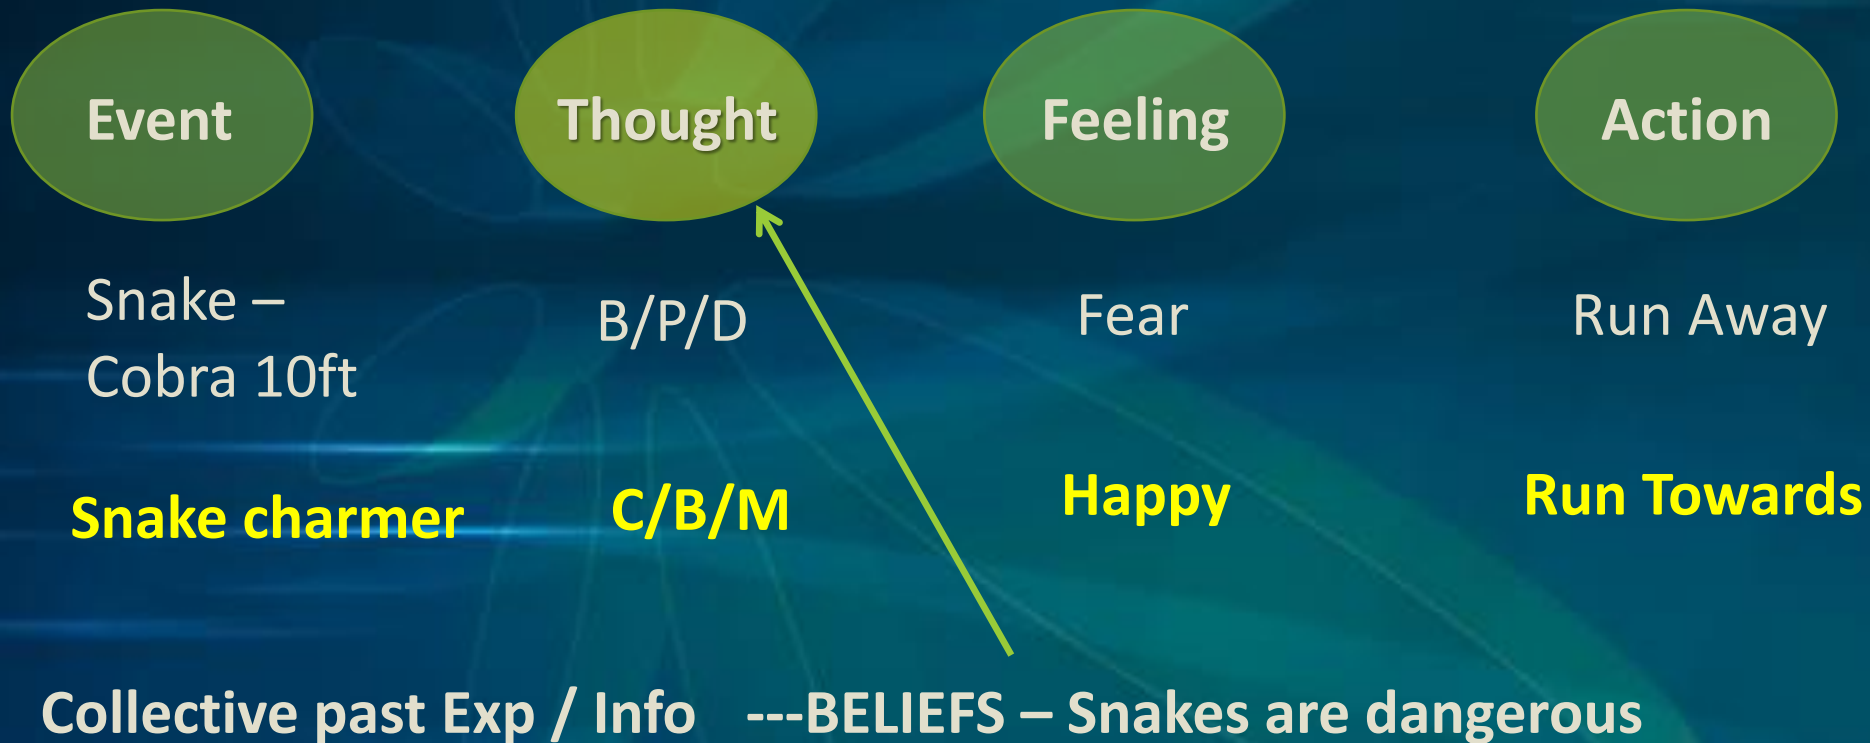 Event Thought Feeling Action
Snake – B/P/D Fear Run Away
Cobra 10ft
Snake charmer C/B/M Happy Run Towards
Collective past Exp / Info ---BELIEFS – Snakes are dangerous